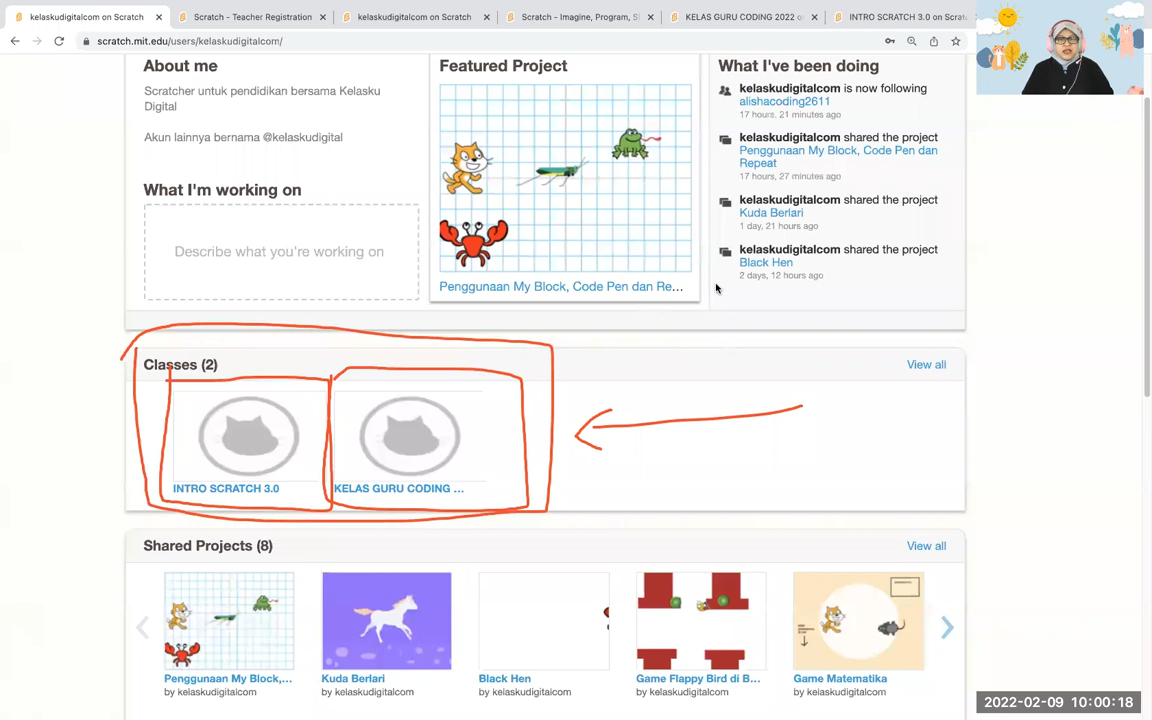 kelaskudigitalcom on Scratch
Scratch - Teacher Registration
kelaskudigitalcom on Scratch
Scratch - Imagine, Program, S
KELAS GURU CODING 2022 o
INTRO SCRATCH 3.0 on Scratc
scratch.mit.edu/users/kelaskudigitalcom/
About me
Scratcher untuk pendidikan bersama Kelasku
Digital
Akun lainnya bernama @kelaskudigital
What I'm working on
Describe what you're working on
Featured Project
Penggunaan My Block, Code Pen dan Re...
What I've been doing
kelaskudigitalcom is now following
alishacoding2611
17 hours, 21 minutes ago
kelaskudigitalcom shared the project
Penggunaan My Block, Code Pen dan
Repeat
17 hours, 27 minutes ago
kelaskudigitalcom shared the project
Kuda Berlari
1 day, 21 hours ago
kelaskudigitalcom shared the project
Black Hen
2 days, 12 hours ago
Classes (2)
View all
INTRO SCRATCH 3.0
KELAS GURU CODING ...
Shared Projects (8)
View all
Penggunaan My Block,...
by kelaskudigitalcom
Kuda Berlari
by kelaskudigitalcom
Black Hen
by kelaskudigitalcom
Game Flappy Bird di B...
by kelaskudigitalcom
Game Matematika
by kelaskudigitalcom
2022-02-09 10:00:18